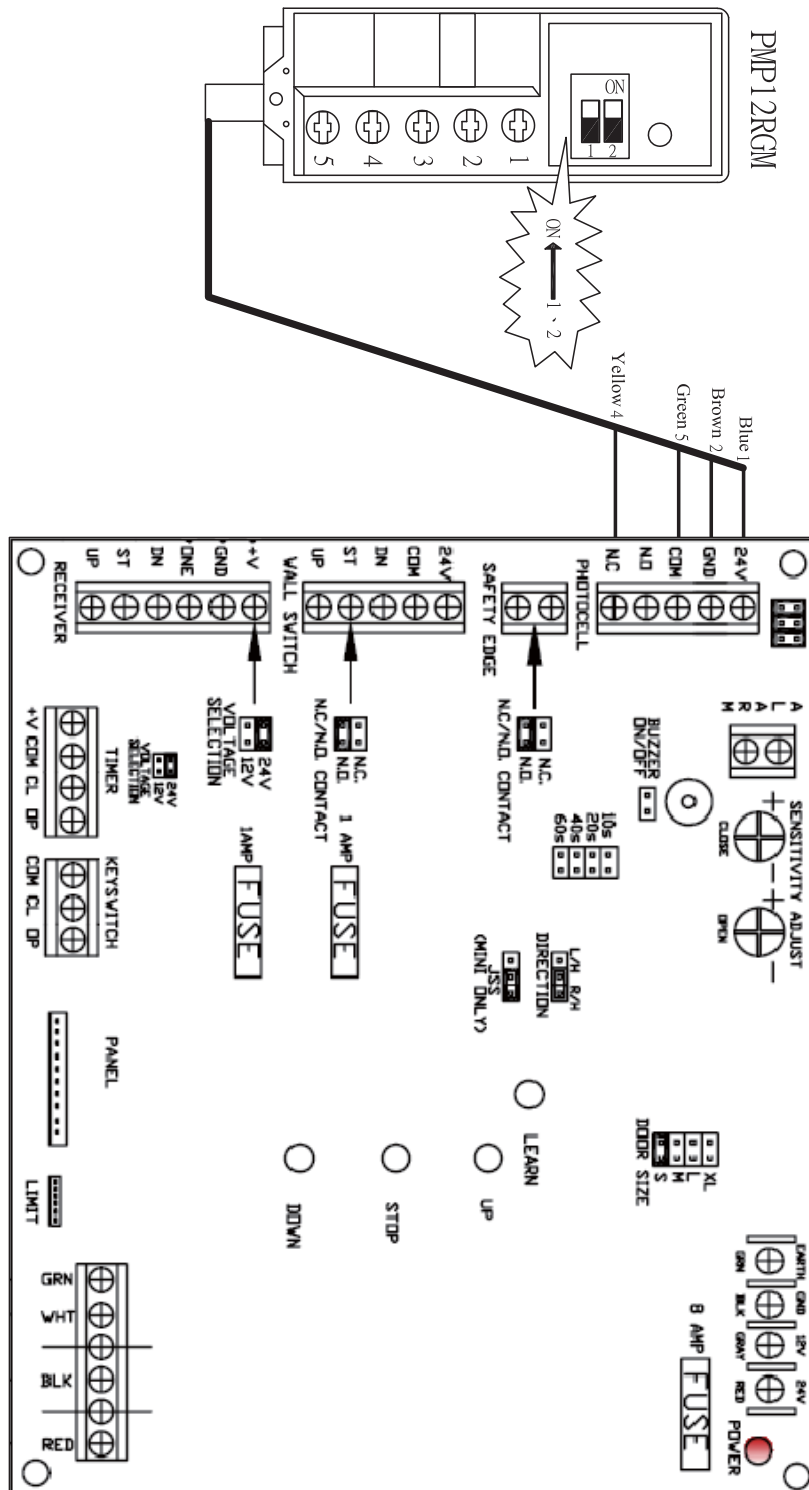 PMP12RGM
ON
1 2
1
2
3
4
5
ON 1、2
Blue 1
Brown 2
Green 5
Yellow 4
24V
GND
COM
N.O
N.C
PHOTOCELL
SAFETY EDGE
N.C.
N.O.
N.C/N.O. CONTACT
24V
COM
DN
ST
UP
WALL SWITCH
N.C.
N.O.
N.C/N.O. CONTACT
+V
GND
ONE
DN
ST
UP
RECEIVER
24V
12V
VOLTAGE
SELECTION
ALARM
BUZZER
ON/OFF
SENSITIVITY ADJUST
+ - + -
CLOSE
OPEN
10s
20s
40s
60s
L/H R/H
DIRECTION
JSS
(MINI ONLY)
1 AMP
FUSE
1AMP
FUSE
24V
12V
VOLTAGE
SELECTION
TIMER
+V COM CL OP
KEYSWITCH
COM CL OP
PANEL
LIMIT
LEARN
UP
STOP
DOWN
XL
L
M
S
DOOR SIZE
EARTH GND 12V 24V
GRN BLK GRAY RED
8 AMP
FUSE
POWER
GRN
WHT
BLK
RED